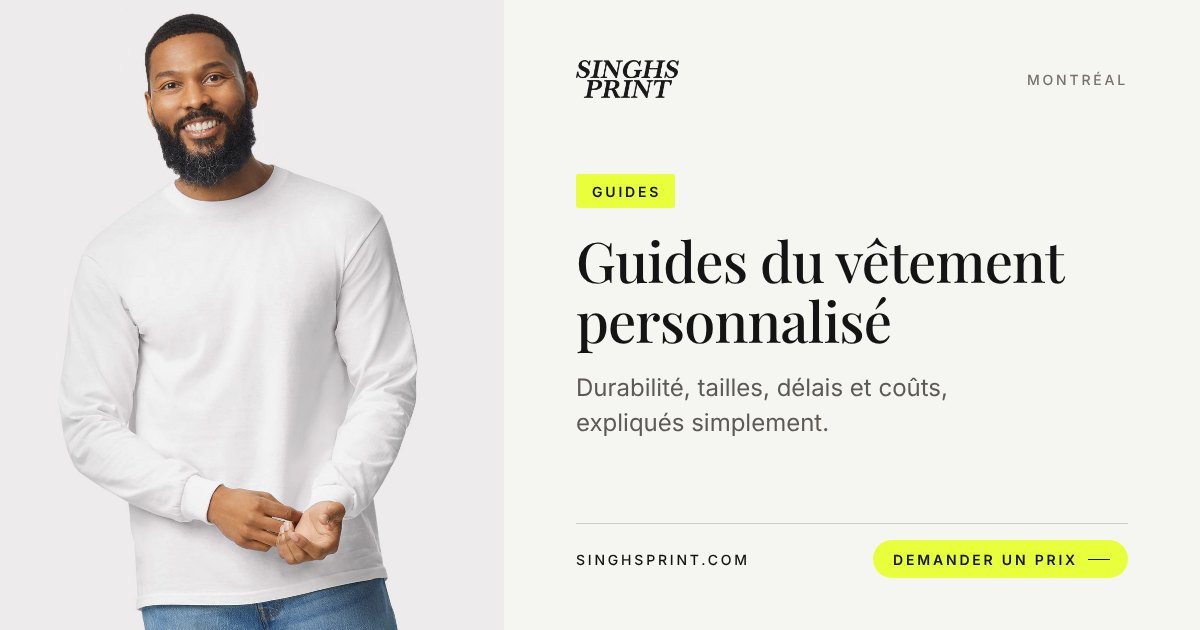 SINGHS
PRINT
MONTRÉAL
GUIDES
Guides du vêtement
personnalisé
Durabilité, tailles, délais et coûts,
expliqués simplement.
SINGHSPRINT.COM
DEMANDER UN PRIX —